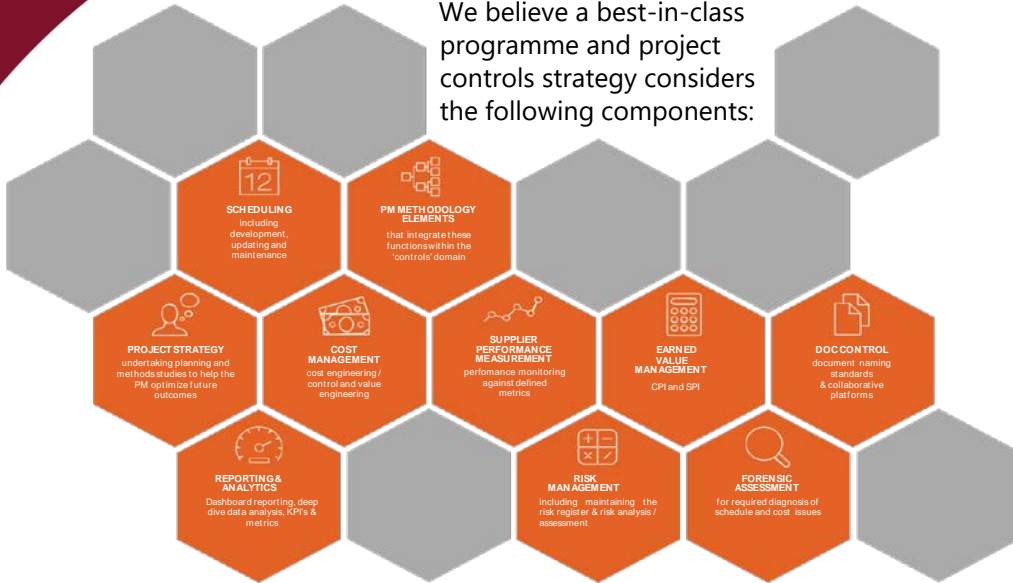 We believe a best-in-class
programme and project
controls strategy considers
the following components:
12
SCHEDULING
including
development,
updating and
maintenance
PM METHODOLOGY
ELEMENTS
that integrate these
functions within the
'controls' domain
PROJECT STRATEGY
undertaking planning and
methods studies to help the
PM optimize future
outcomes
COST
MANAGEMENT
cost engineering /
control and value
engineering
SUPPLIER
PERFORMANCE
MEASUREMENT
perfomance monitoring
against defined
metrics
EARNED
VALUE
MANAGEMENT
CPI and SPI
DOC CONTROL
document naming
standards
& collaborative
platforms
REPORTING &
ANALYTICS
Dashboard reporting, deep
dive data analysis, KPI's &
metrics
RISK
MANAGEMENT
including maintaining the
risk register & risk analysis /
assessment
FORENSIC
ASSESSMENT
for required diagnosis of
schedule and cost issues